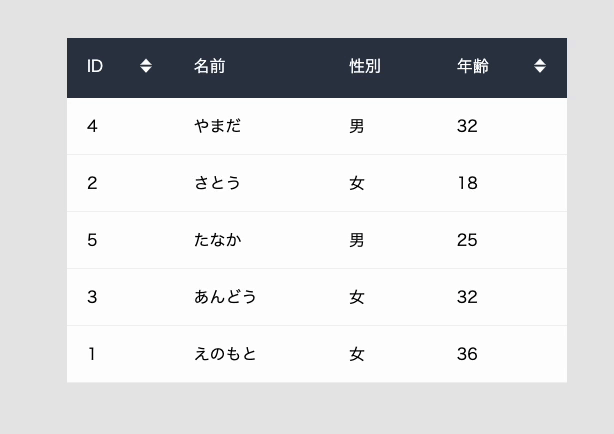 ID 名前 性別 年齢
4 やまだ 男 32
2 さとう 女 18
5 たなか 男 25
3 あんどう 女 32
1 えのもと 女 36